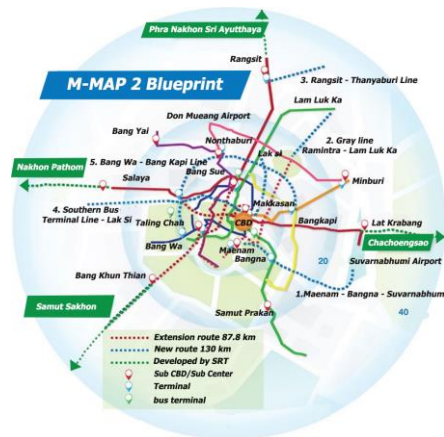 Phra Nakhon Sri Ayutthaya
Rangsit
3. Rangsit - Thanyaburi Line
M-MAP 2 Blueprint
Lam Luk Ka
Don Mueang Airport
2. Gray line
Ramintra - Lam Luk Ka
Bang Yai
Nonthaburi
Lak si
5. Bang Wa - Bang Kapi Line
Bang Sue
Minburi
Nakhon Pathom
Salaya
Makkasan
4. Southern Bus
Terminal Line - Lak Si
Taling Chan
CBD
Bangkapi
Lat Krabang
Bang Wa
Maenam
Bangna
Chachoengsao
Suvarnabhumi Airport
Bang Khun Thian
20
1.Maenam - Bangna - Suvarnabhum
Samut Sakhon
Samut Prakan
40
Extension route 87.8 km
New route 130 km
Developed by SRT
Sub CBD/Sub Center
Terminal
bus terminal